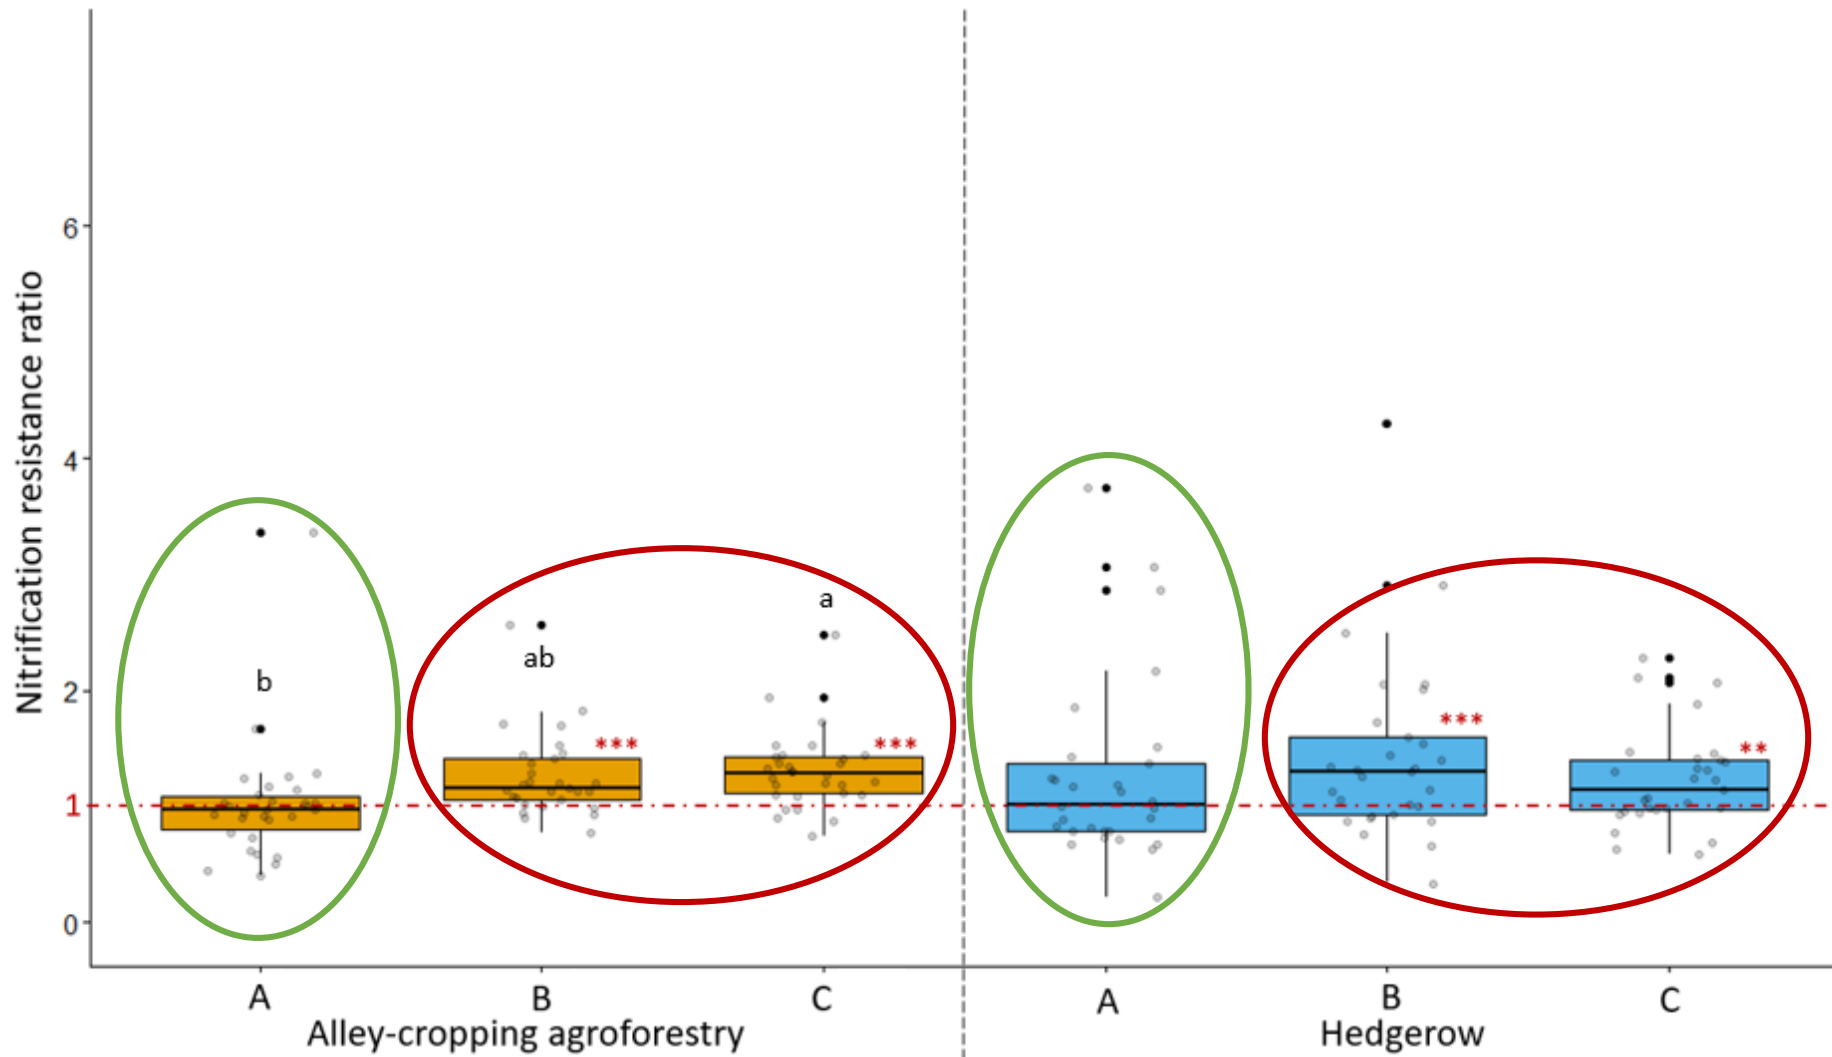 Nitrification resistance ratio
6
4
2
1
0
b
ab
a
***
***
***
**
A B C A B C
Alley-cropping agroforestry Hedgerow